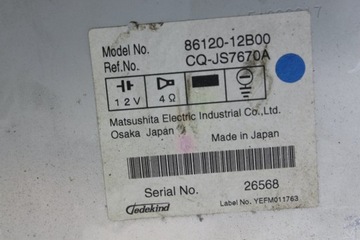 Model No. 86120-12B00
Ref.No. CQ-JS7670A
12V 4Ω
Matsushita Electric Industrial Co.,Ltd.
Osaka Japan Made in Japan
Serial No. 26568
Jedekind Label No. YEFM011763